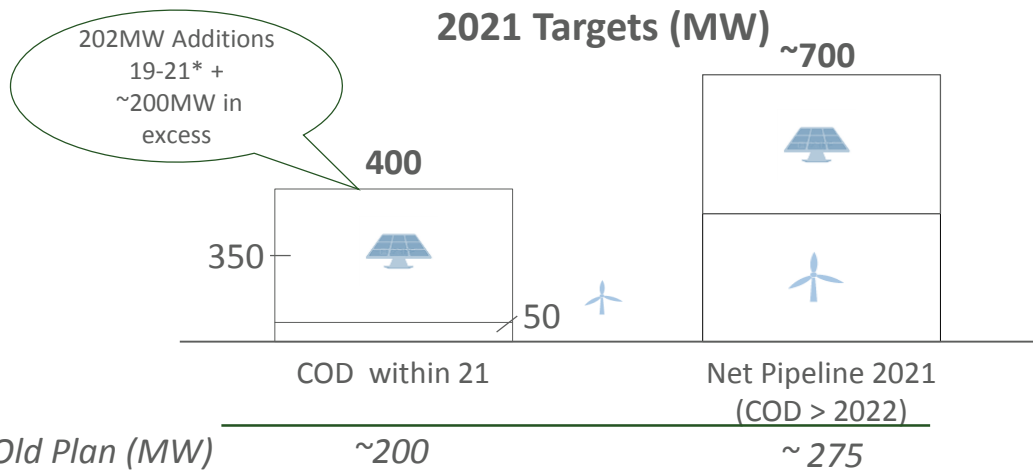 2021 Targets (MW)
202MW Additions
19-21* +
~200MW in
excess
~700
400
350
50
COD within 21
Net Pipeline 2021
(COD > 2022)
Old Plan (MW)
~200
~ 275